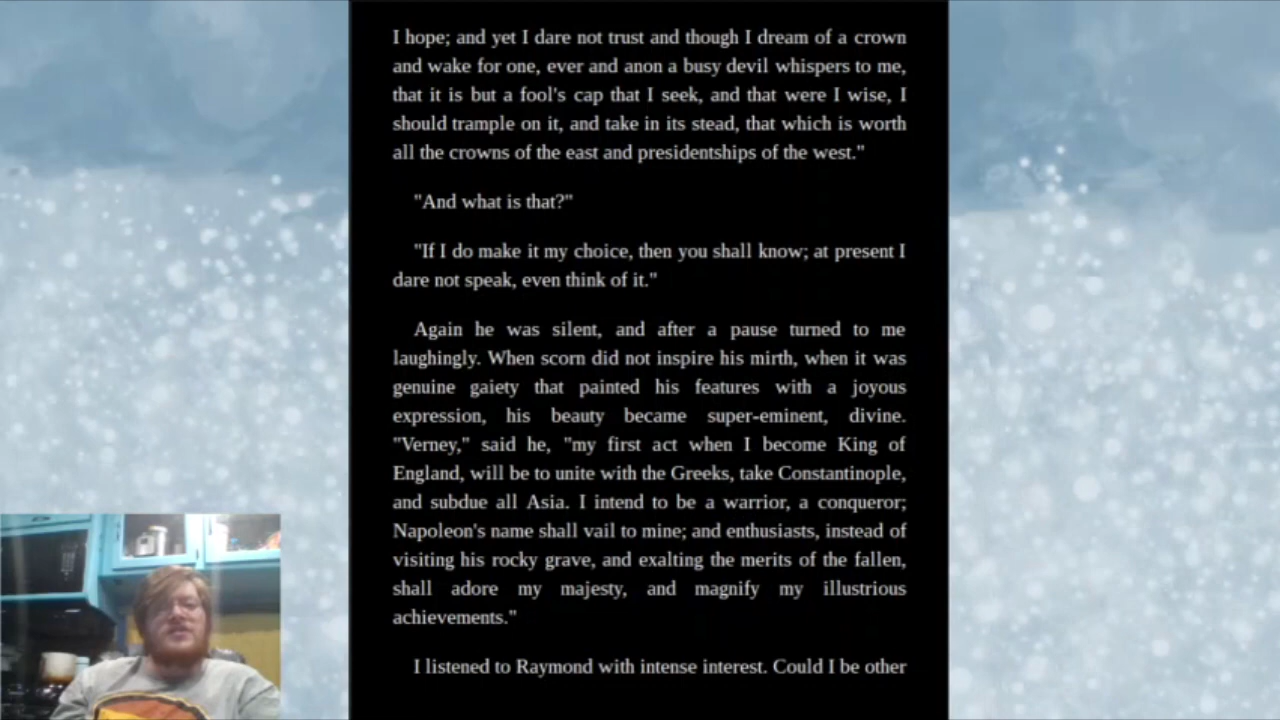 I hope; and yet I dare not trust and though I dream of a crown
and wake for one, ever and anon a busy devil whispers to me,
that it is but a fool's cap that I seek, and that were I wise, I
should trample on it, and take in its stead, that which is worth
all the crowns of the east and presidentships of the west."
"And what is that?"
"If I do make it my choice, then you shall know; at present I
dare not speak, even think of it."
Again he was silent, and after a pause turned to me
laughingly. When scorn did not inspire his mirth, when it was
genuine gaiety that painted his features with a joyous
expression, his beauty became super-eminent, divine.
"Verney," said he, "my first act when I become King of
England, will be to unite with the Greeks, take Constantinople,
and subdue all Asia. I intend to be a warrior, a conqueror;
Napoleon's name shall vail to mine; and enthusiasts, instead of
visiting his rocky grave, and exalting the merits of the fallen,
shall adore my majesty, and magnify my illustrious
achievements."
I listened to Raymond with intense interest. Could I be other